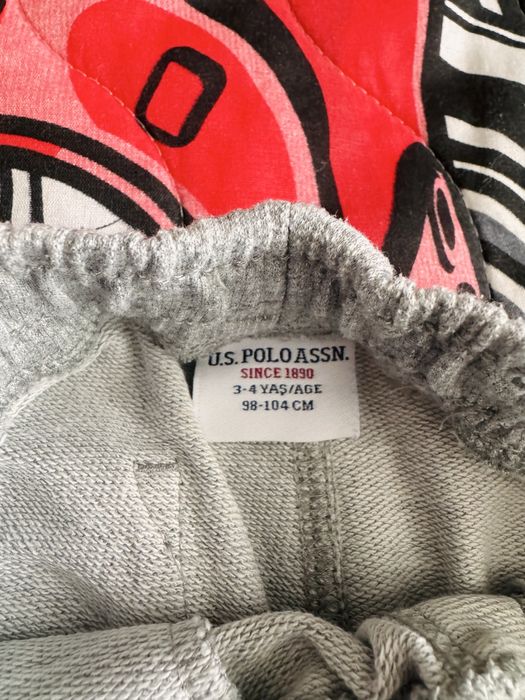 U.S. POLO ASSN.
SINCE 1890
3-4 YAŞ/AGE
98-104 CM